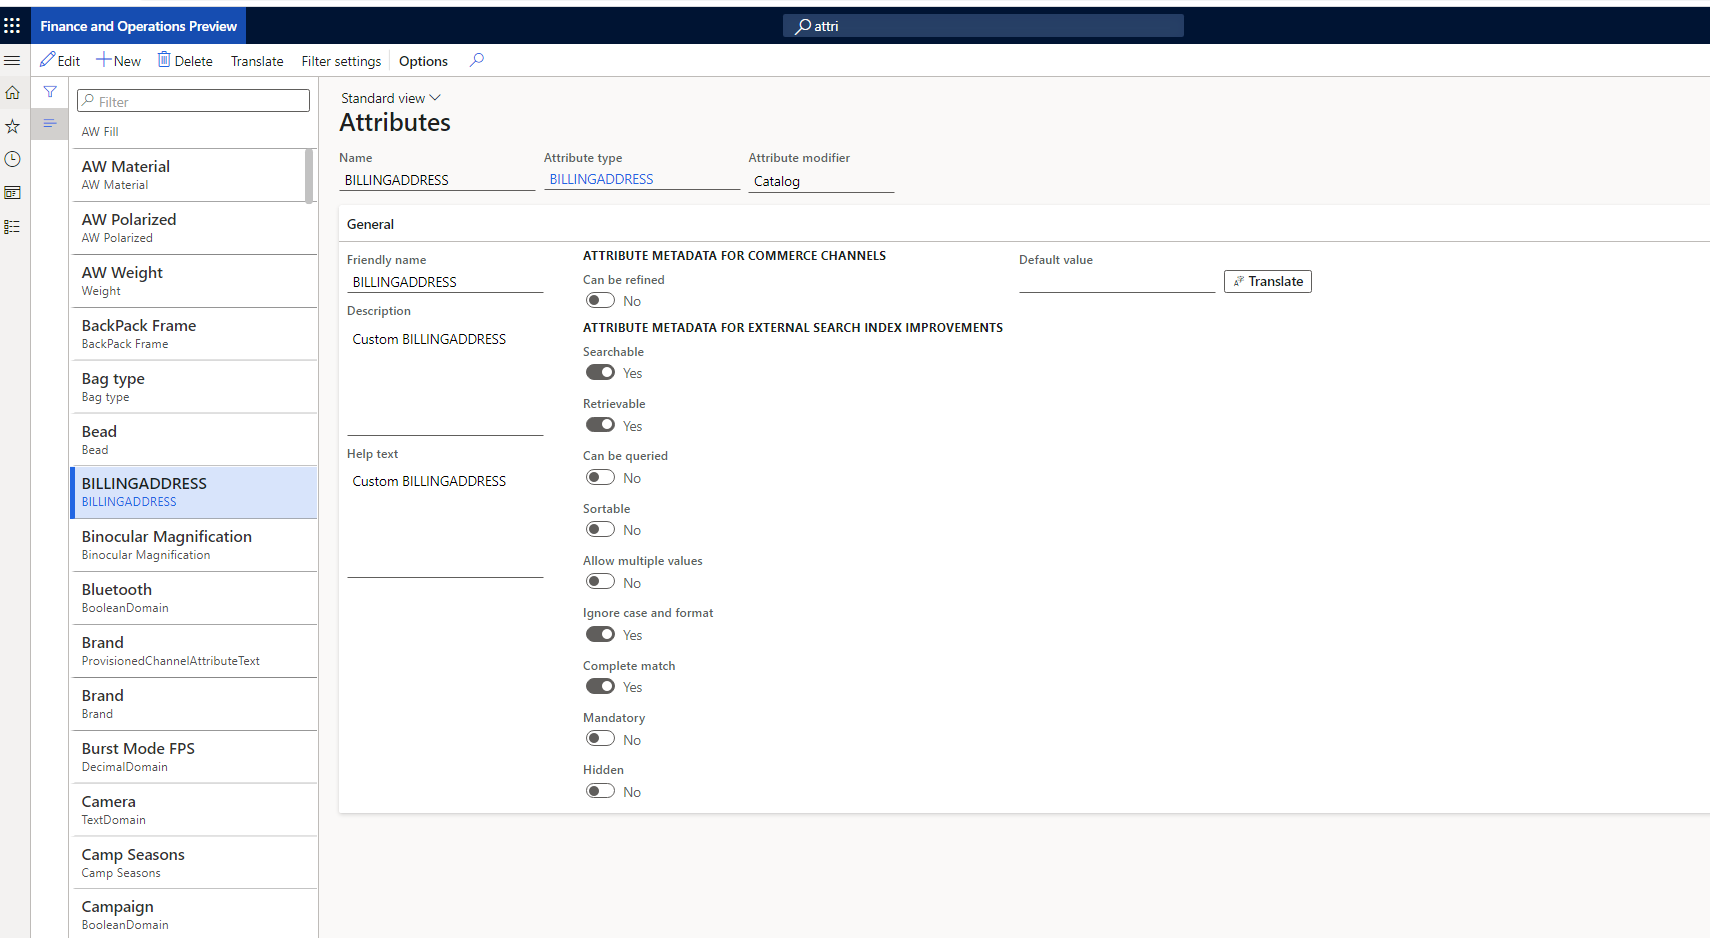 Finance and Operations Preview
attri
Edit
New
Delete
Translate
Filter settings
Options
Filter
AW Fill
AW Material
AW Material
AW Polarized
AW Polarized
AW Weight
Weight
BackPack Frame
BackPack Frame
Bag type
Bag type
Bead
Bead
BILLINGADDRESS
BILLINGADDRESS
Binocular Magnification
Binocular Magnification
Bluetooth
BooleanDomain
Brand
ProvisionedChannelAttributeText
Brand
Brand
Burst Mode FPS
DecimalDomain
Camera
TextDomain
Camp Seasons
Camp Seasons
Campaign
BooleanDomain
Standard view
Attributes
Name
BILLINGADDRESS
Attribute type
BILLINGADDRESS
Attribute modifier
Catalog
General
Friendly name
BILLINGADDRESS
Description
Custom BILLINGADDRESS
Help text
Custom BILLINGADDRESS
ATTRIBUTE METADATA FOR COMMERCE CHANNELS
Can be refined
No
ATTRIBUTE METADATA FOR EXTERNAL SEARCH INDEX IMPROVEMENTS
Searchable
Yes
Retrievable
Yes
Can be queried
No
Sortable
No
Allow multiple values
No
Ignore case and format
Yes
Complete match
Yes
Mandatory
No
Hidden
No
Default value
Translate